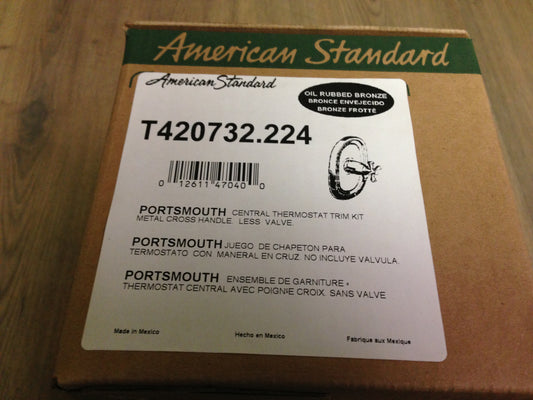 American Standard
American Standard
OIL RUBBED BRONZE
BRONCE ENVEJECIDO
BRONZE FROTTÉ
T420732.224
0 12611 47040 0
PORTSMOUTH CENTRAL THERMOSTAT TRIM KIT
METAL CROSS HANDLE. LESS VALVE.
PORTSMOUTH JUEGO DE CHAPETON PARA
TERMOSTATO CON MANERAL EN CRUZ. NO INCLUYE VALVULA.
PORTSMOUTH ENSEMBLE DE GARNITURE -
THERMOSTAT CENTRAL AVEC POIGNÉE CROIX. SANS VALVE
Made in Mexico
Hecho en Mexico
Fabrique aux Mexique